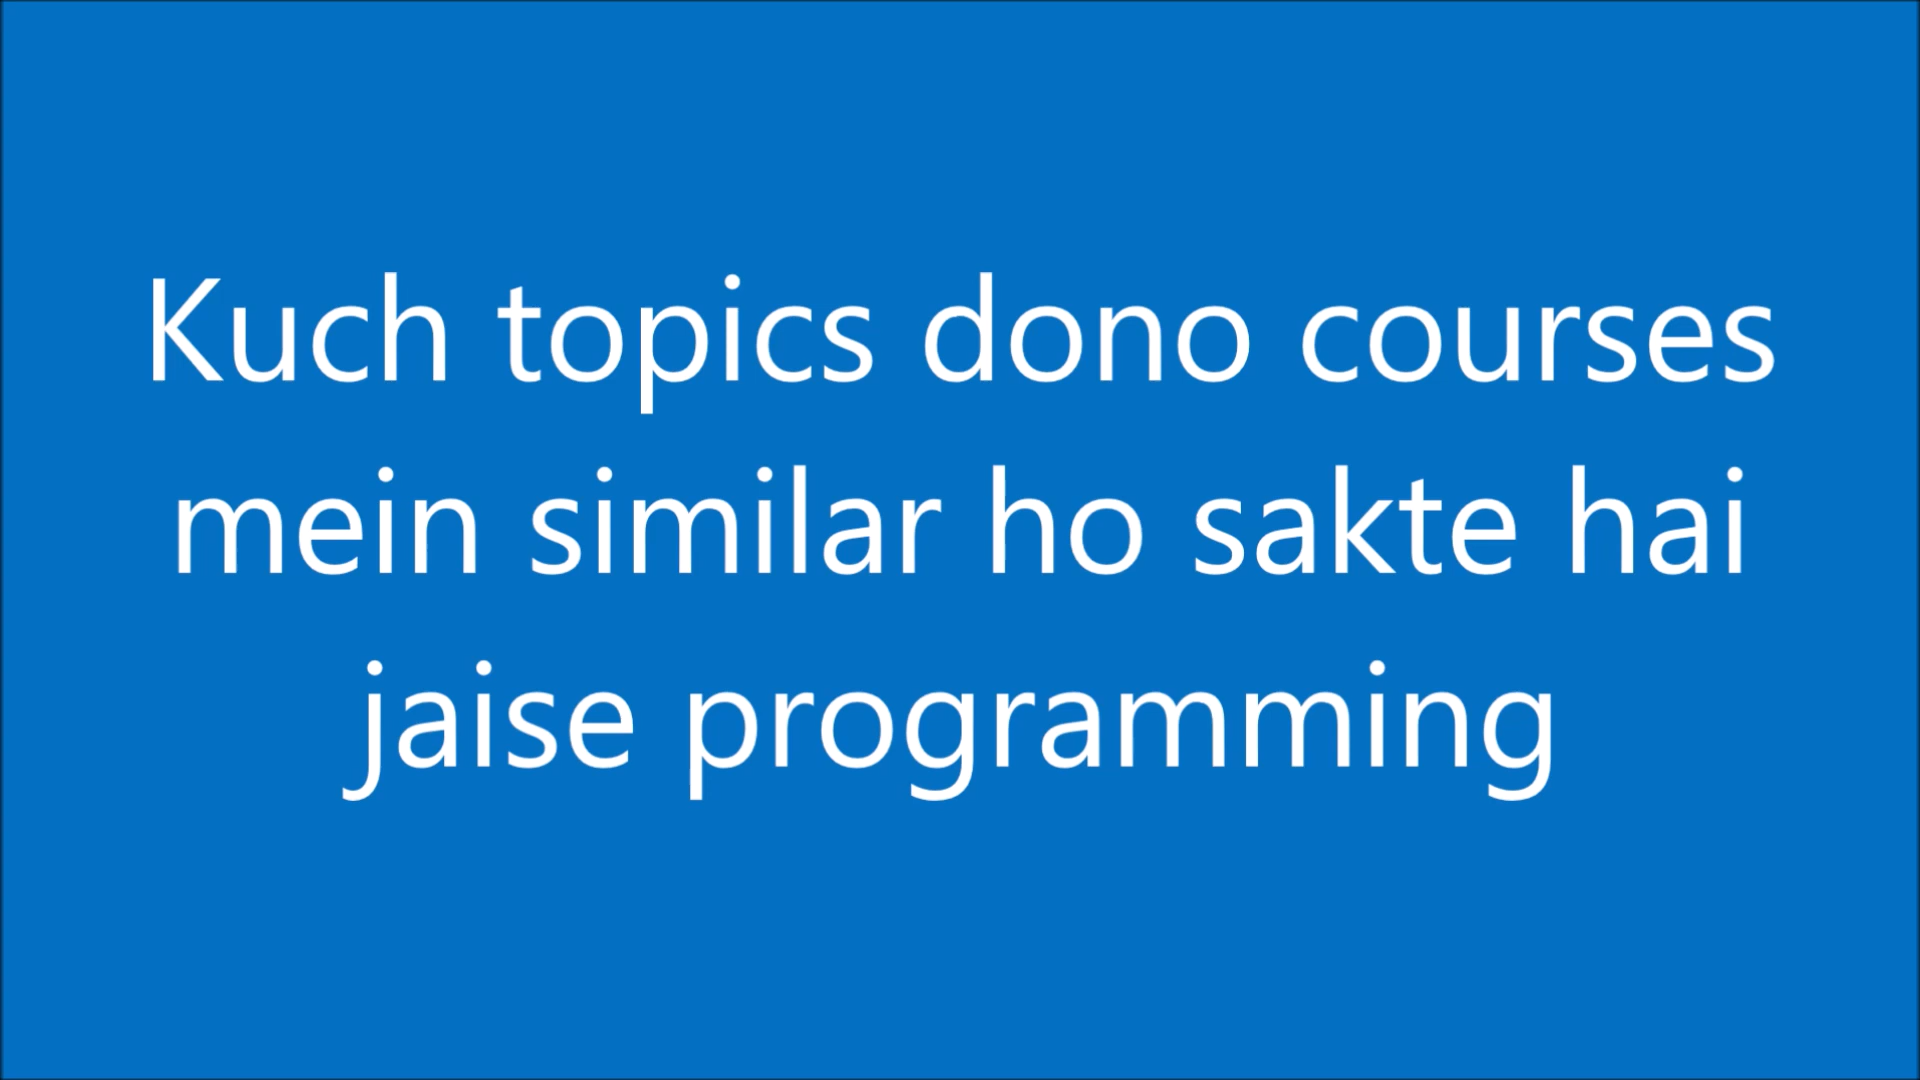 Kuch topics dono courses
mein similar ho sakte hai
jaise programming